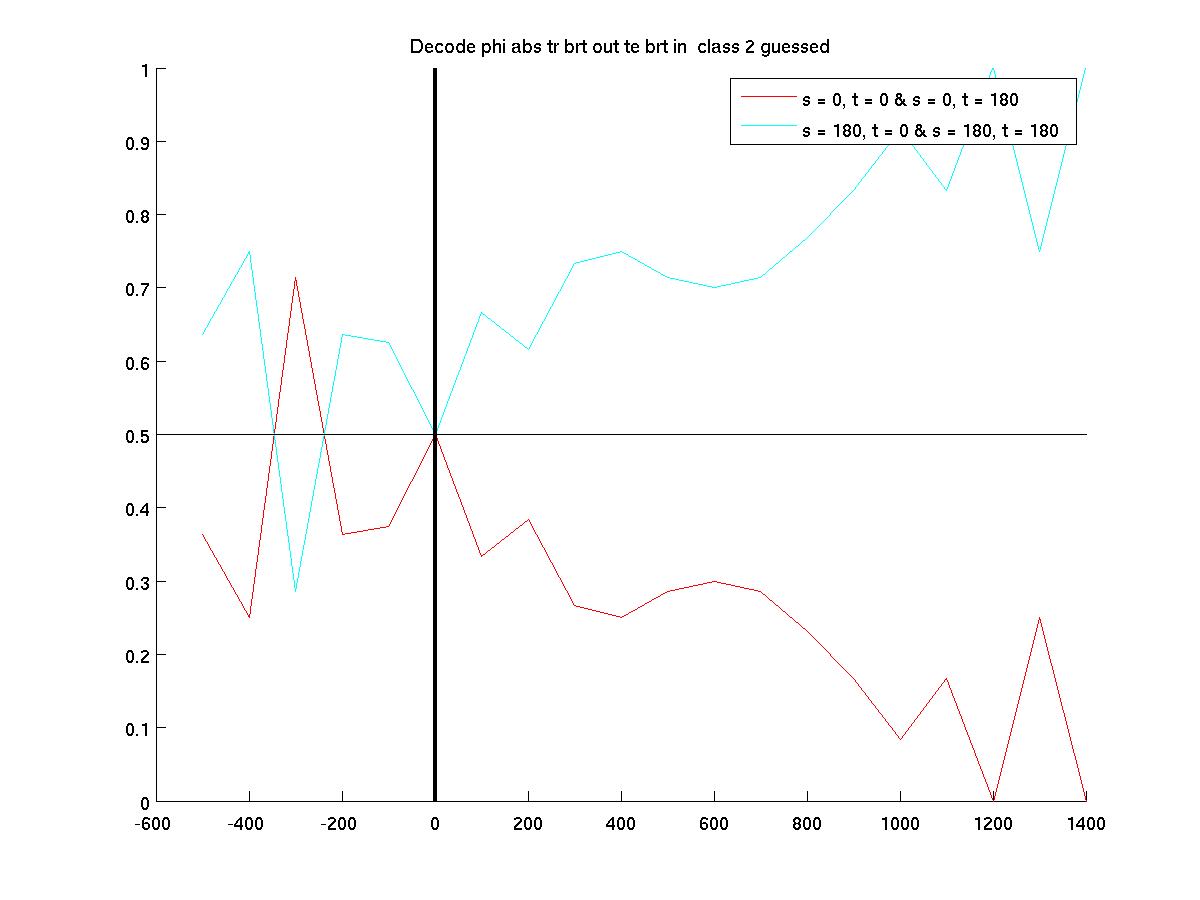 Decode phi abs tr brt out te brt in  class 2 guessed
s = 0, t = 0 & s = 0, t = 180
s = 180, t = 0 & s = 180, t = 180
1
0.9
0.8
0.7
0.6
0.5
0.4
0.3
0.2
0.1
0
-600 -400 -200 0 200 400 600 800 1000 1200 1400